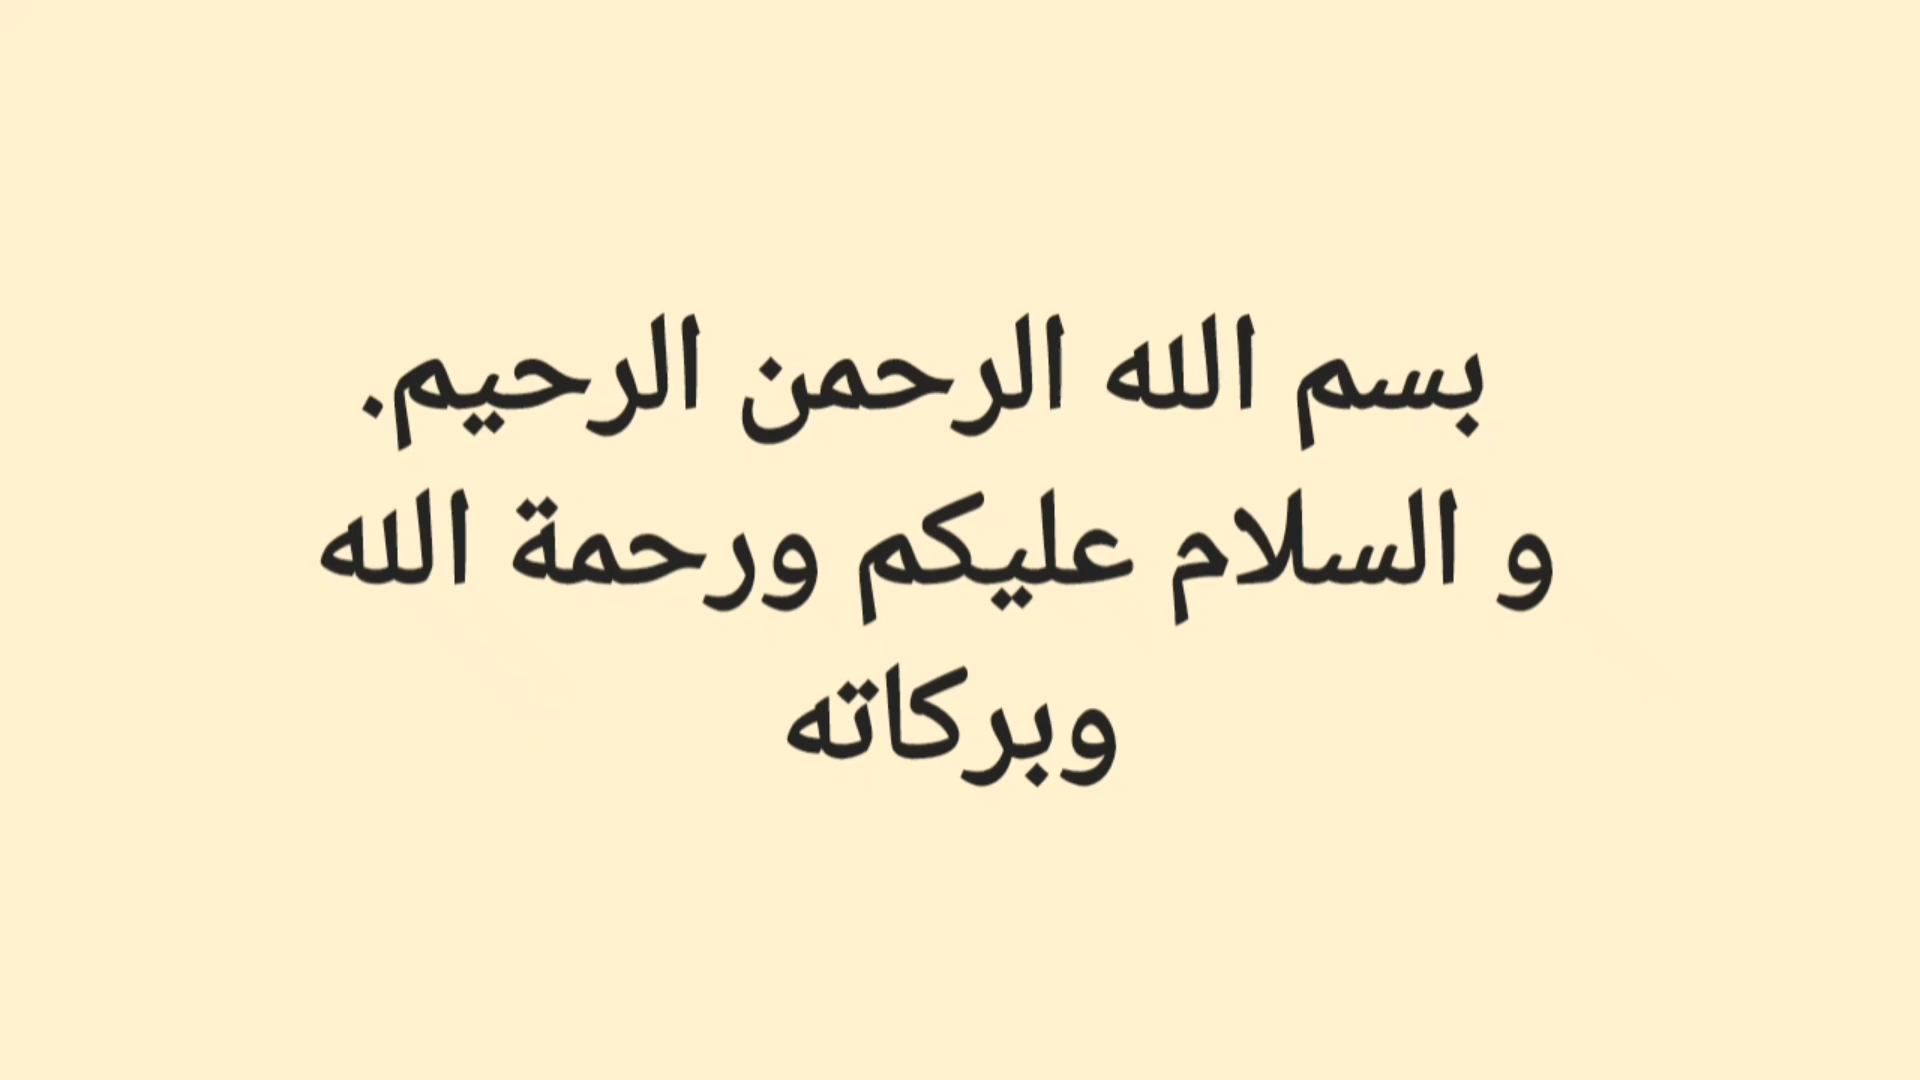 بسم الله الرحمن الرحيم.
و السلام عليكم ورحمة الله
وبركاته